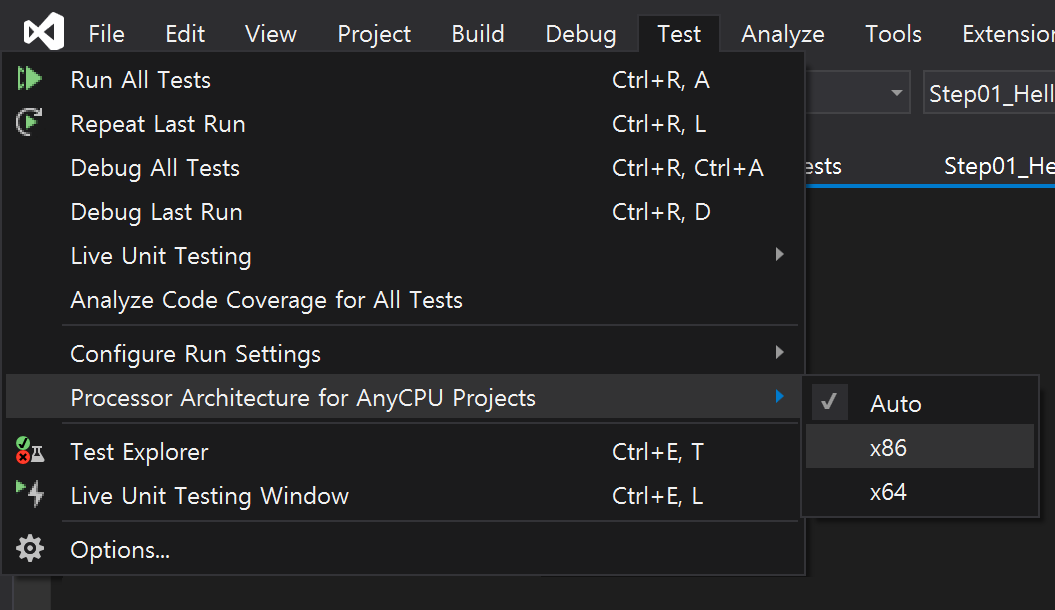 File Edit View Project Build Debug Test Analyze Tools Extension
Run All Tests Ctrl+R, A
Step01_Hell
Repeat Last Run Ctrl+R, L
Debug All Tests Ctrl+R, Ctrl+A
ests Step01_He
Debug Last Run Ctrl+R, D
Live Unit Testing
Analyze Code Coverage for All Tests
Configure Run Settings
Processor Architecture for AnyCPU Projects
Auto
x86
x64
Test Explorer Ctrl+E, T
Live Unit Testing Window Ctrl+E, L
Options...